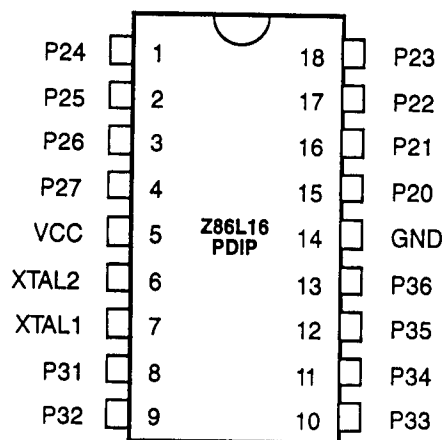 P24 1 18 P23
P25 2 17 P22
P26 3 16 P21
P27 4 15 P20
VCC 5 Z86L16 PDIP 14 GND
XTAL2 6 13 P36
XTAL1 7 12 P35
P31 8 11 P34
P32 9 10 P33